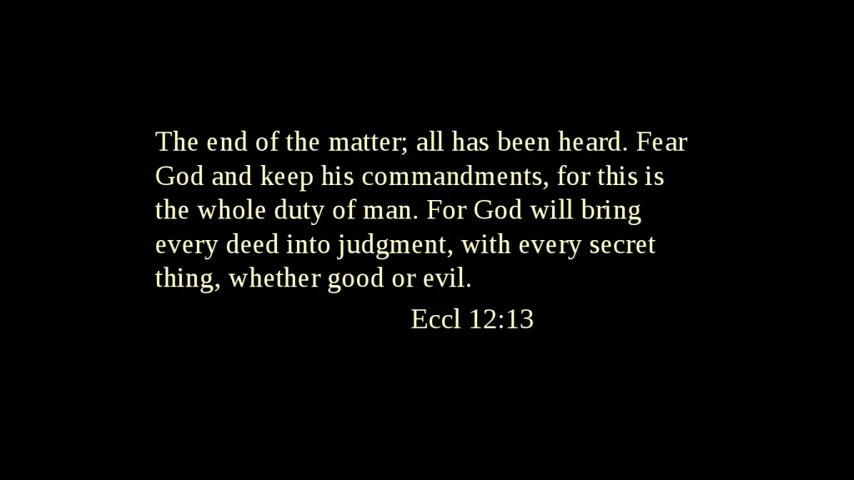 The end of the matter; all has been heard. Fear
God and keep his commandments, for this is
the whole duty of man. For God will bring
every deed into judgment, with every secret
thing, whether good or evil.
Eccl 12:13